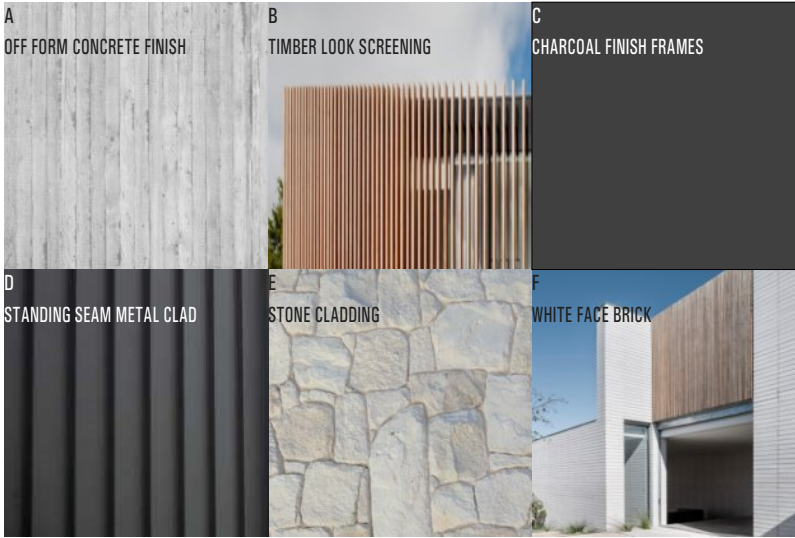 A
OFF FORM CONCRETE FINISH
B
TIMBER LOOK SCREENING
C
CHARCOAL FINISH FRAMES
D
STANDING SEAM METAL CLAD
E
STONE CLADDING
F
WHITE FACE BRICK